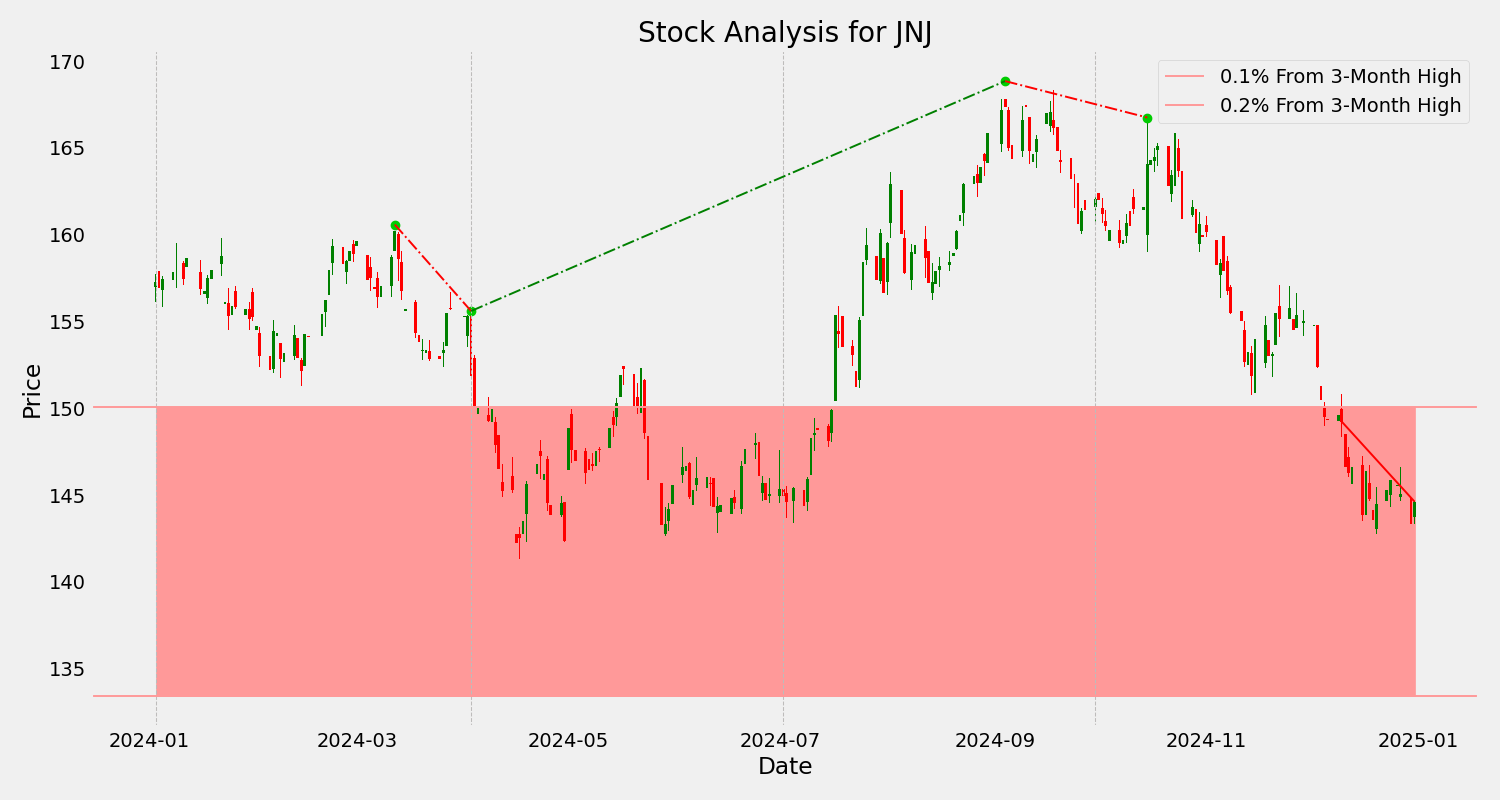 Stock Analysis for JNJ
0.1% From 3-Month High
0.2% From 3-Month High
170
165
160
155
150
145
140
135
Price
2024-01 2024-03 2024-05 2024-07 2024-09 2024-11 2025-01
Date